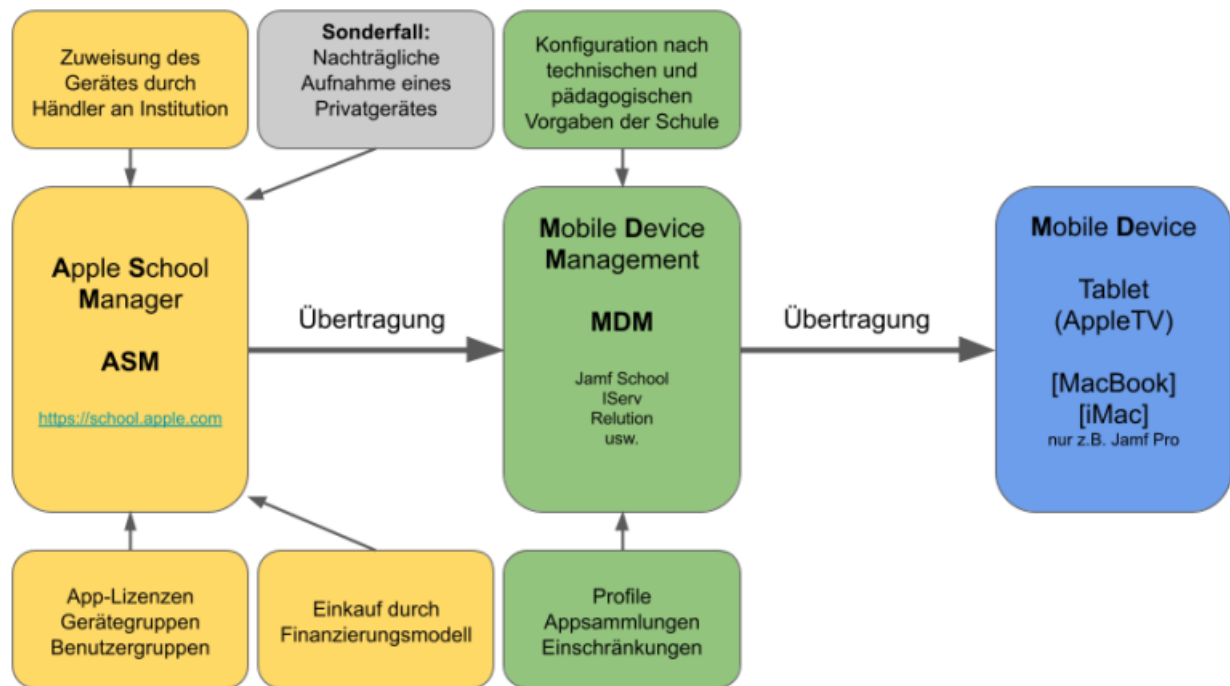 Zuweisung des
Gerätes durch
Händler an Institution
Sonderfall:
Nachträgliche
Aufnahme eines
Privatgerätes
Konfiguration nach
technischen und
pädagogischen
Vorgaben der Schule
Apple School
Manager
ASM
https://school.apple.com
Übertragung
Mobile Device
Management
MDM
Jamf School
IServ
Relution
usw.
Übertragung
Mobile Device
Tablet
(AppleTV)
[MacBook]
[iMac]
nur z.B. Jamf Pro
App-Lizenzen
Gerätegruppen
Benutzergruppen
Einkauf durch
Finanzierungsmodell
Profile
Appsammlungen
Einschränkungen